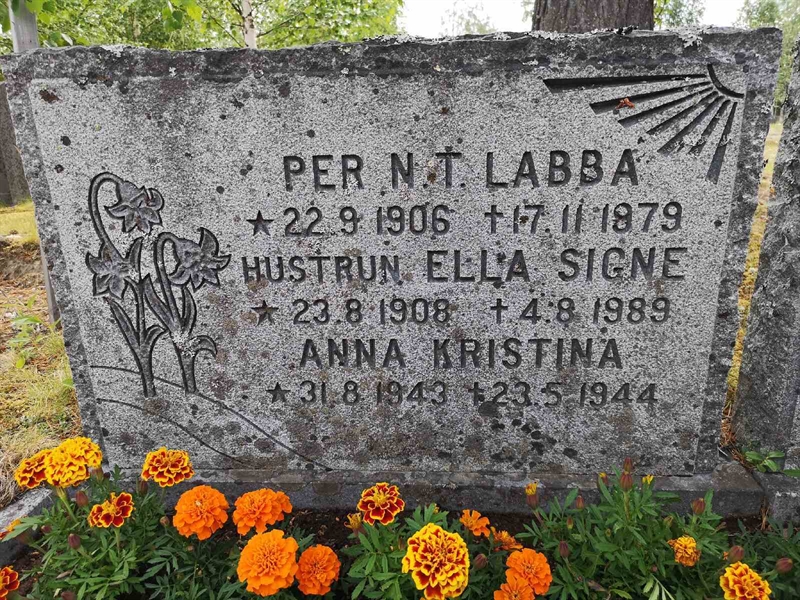 PER N.T. LABBA
★ 22.9 1906 ✝ 17.11 1979
HUSTRUN ELLA SIGNE
★ 23.8 1908 ✝ 4.8 1989
ANNA KRISTINA
★ 31.8 1943 ✝ 23.5 1944